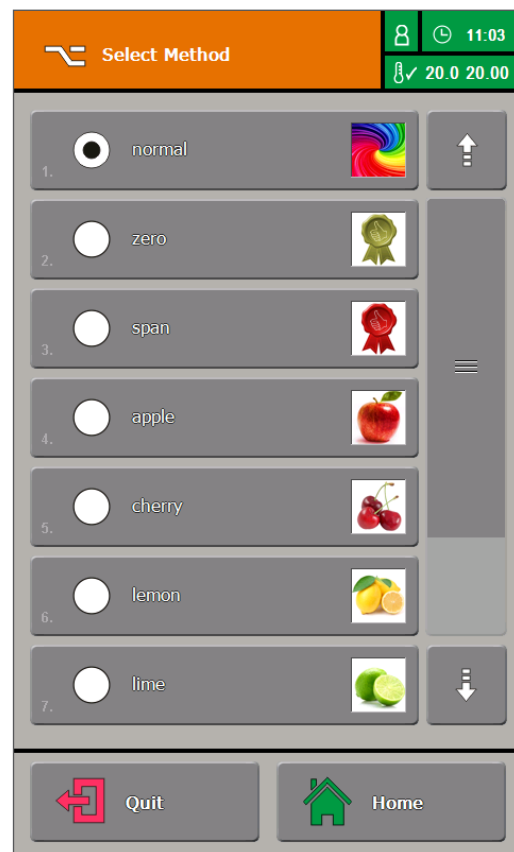 Select Method
11:03
20.0 20.00
1. normal
2. zero
3. span
4. apple
5. cherry
6. lemon
7. lime
Quit
Home